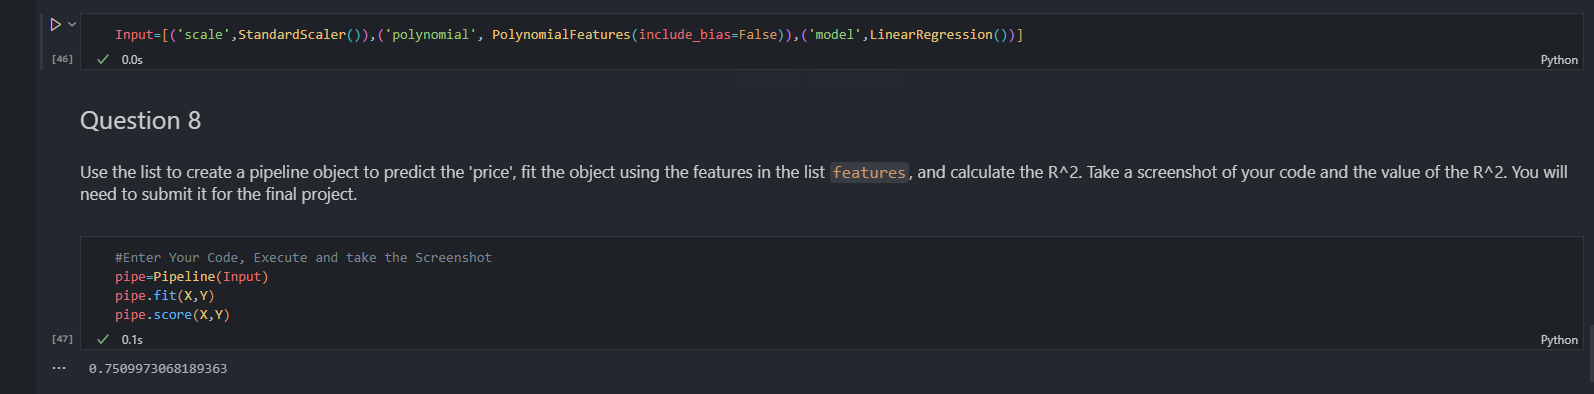 Input=[('scale',StandardScaler()),('polynomial', PolynomialFeatures(include_bias=False)),('model',LinearRegression())]
[46]
0.0s
Python
Question 8
Use the list to create a pipeline object to predict the 'price', fit the object using the features in the list features, and calculate the R^2. Take a screenshot of your code and the value of the R^2. You will
need to submit it for the final project.
#Enter Your Code, Execute and take the Screenshot
pipe=Pipeline(Input)
pipe.fit(X,Y)
pipe.score(X,Y)
[47]
0.1s
Python
... 0.7509973068189363